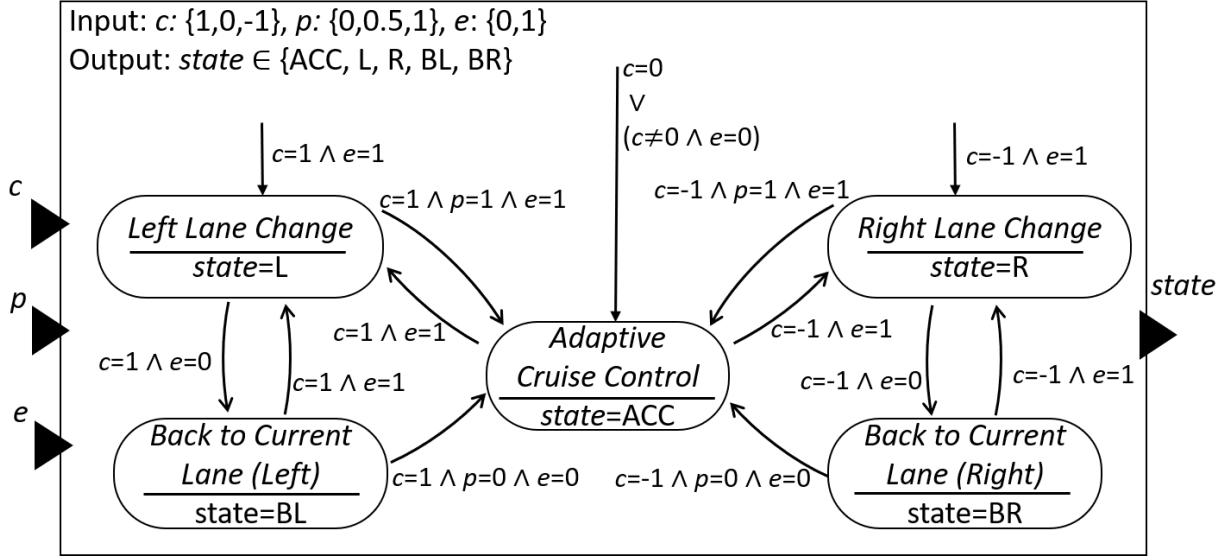 Input: c: {1,0,-1}, p: {0,0.5,1}, e: {0,1}
Output: state ∈ {ACC, L, R, BL, BR}
c=0
∨
(c≠0 ∧ e=0)
c=1 ∧ e=1
c=-1 ∧ e=1
c
c=1 ∧ p=1 ∧ e=1
c=-1 ∧ p=1 ∧ e=1
Left Lane Change
state=L
Right Lane Change
state=R
p
state
c=1 ∧ e=1
c=-1 ∧ e=1
Adaptive
Cruise Control
state=ACC
c=1 ∧ e=0
c=1 ∧ e=1
c=-1 ∧ e=0
c=-1 ∧ e=1
e
Back to Current
Lane (Left)
state=BL
c=1 ∧ p=0 ∧ e=0
c=-1 ∧ p=0 ∧ e=0
Back to Current
Lane (Right)
state=BR